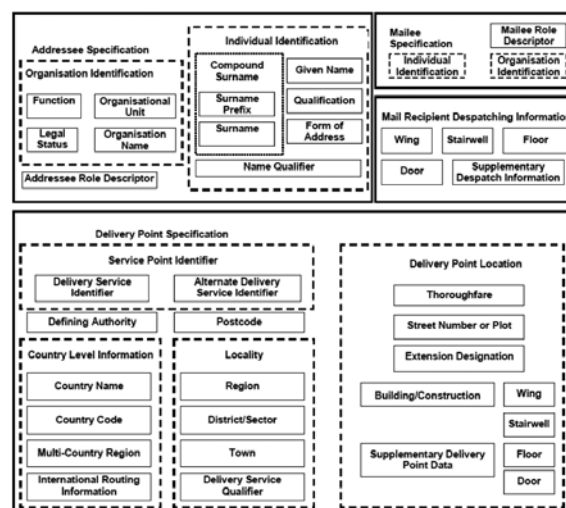 Addressee Specification
Organisation Identification
Function
Organisational
Unit
Legal
Status
Organisation
Name
Addressee Role Descriptor
Individual Identification
Compound
Surname
Surname
Prefix
Surname
Given Name
Qualification
Form of
Address
Name Qualifier
Mailee
Specification
Mailee Role
Descriptor
Individual
Identification
Organisation
Identification
Mail Recipient Despatching Information
Wing
Stairwell
Floor
Door
Supplementary
Despatch Information
Delivery Point Specification
Service Point Identifier
Delivery Service
Identifier
Alternate Delivery
Service Identifier
Defining Authority
Postcode
Country Level Information
Country Name
Country Code
Multi-Country Region
International Routing
Information
Locality
Region
District/Sector
Town
Delivery Service
Qualifier
Delivery Point Location
Thoroughfare
Street Number or Plot
Extension Designation
Building/Construction
Wing
Stairwell
Supplementary Delivery
Point Data
Floor
Door